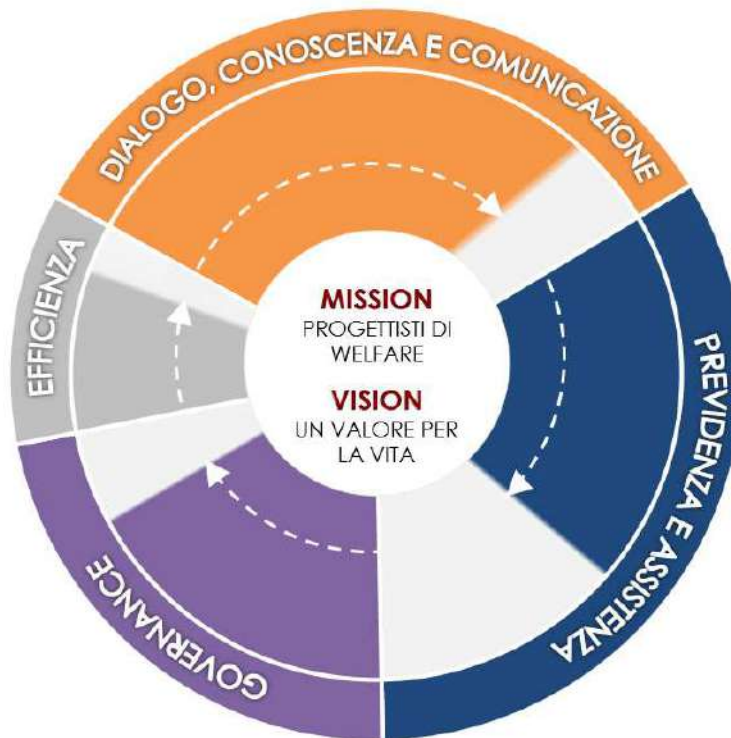 DIALOGO, CONOSCENZA E COMUNICAZIONE
EFFICIENZA
MISSION
PROGETTISTI DI
WELFARE
VISION
UN VALORE PER
LA VITA
PREVIDENZA E ASSISTENZA
GOVERNANCE